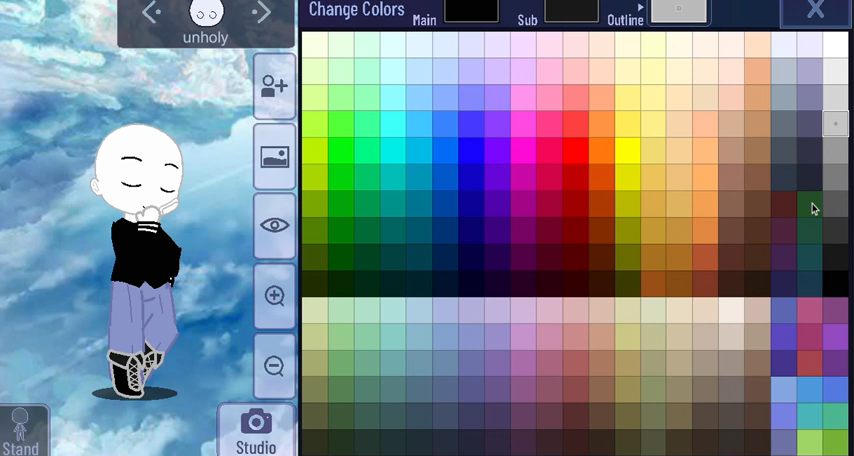 Change Colors
Main
Sub
Outline
X
unholy
Stand
Studio